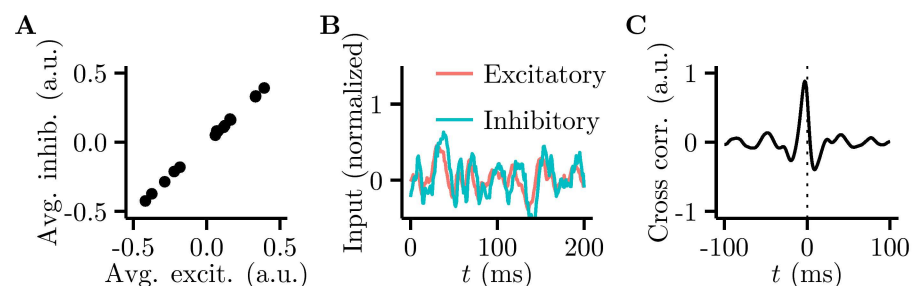 A
Avg. inhib. (a.u.)
0.5
0.0
-0.5
-0.5 0.0 0.5
Avg. excit. (a.u.)
B
Input (normalized)
1
0
Excitatory
Inhibitory
0 100 200
t (ms)
C
Cross corr. (a.u.)
1
0
-1
-100 0 100
t (ms)